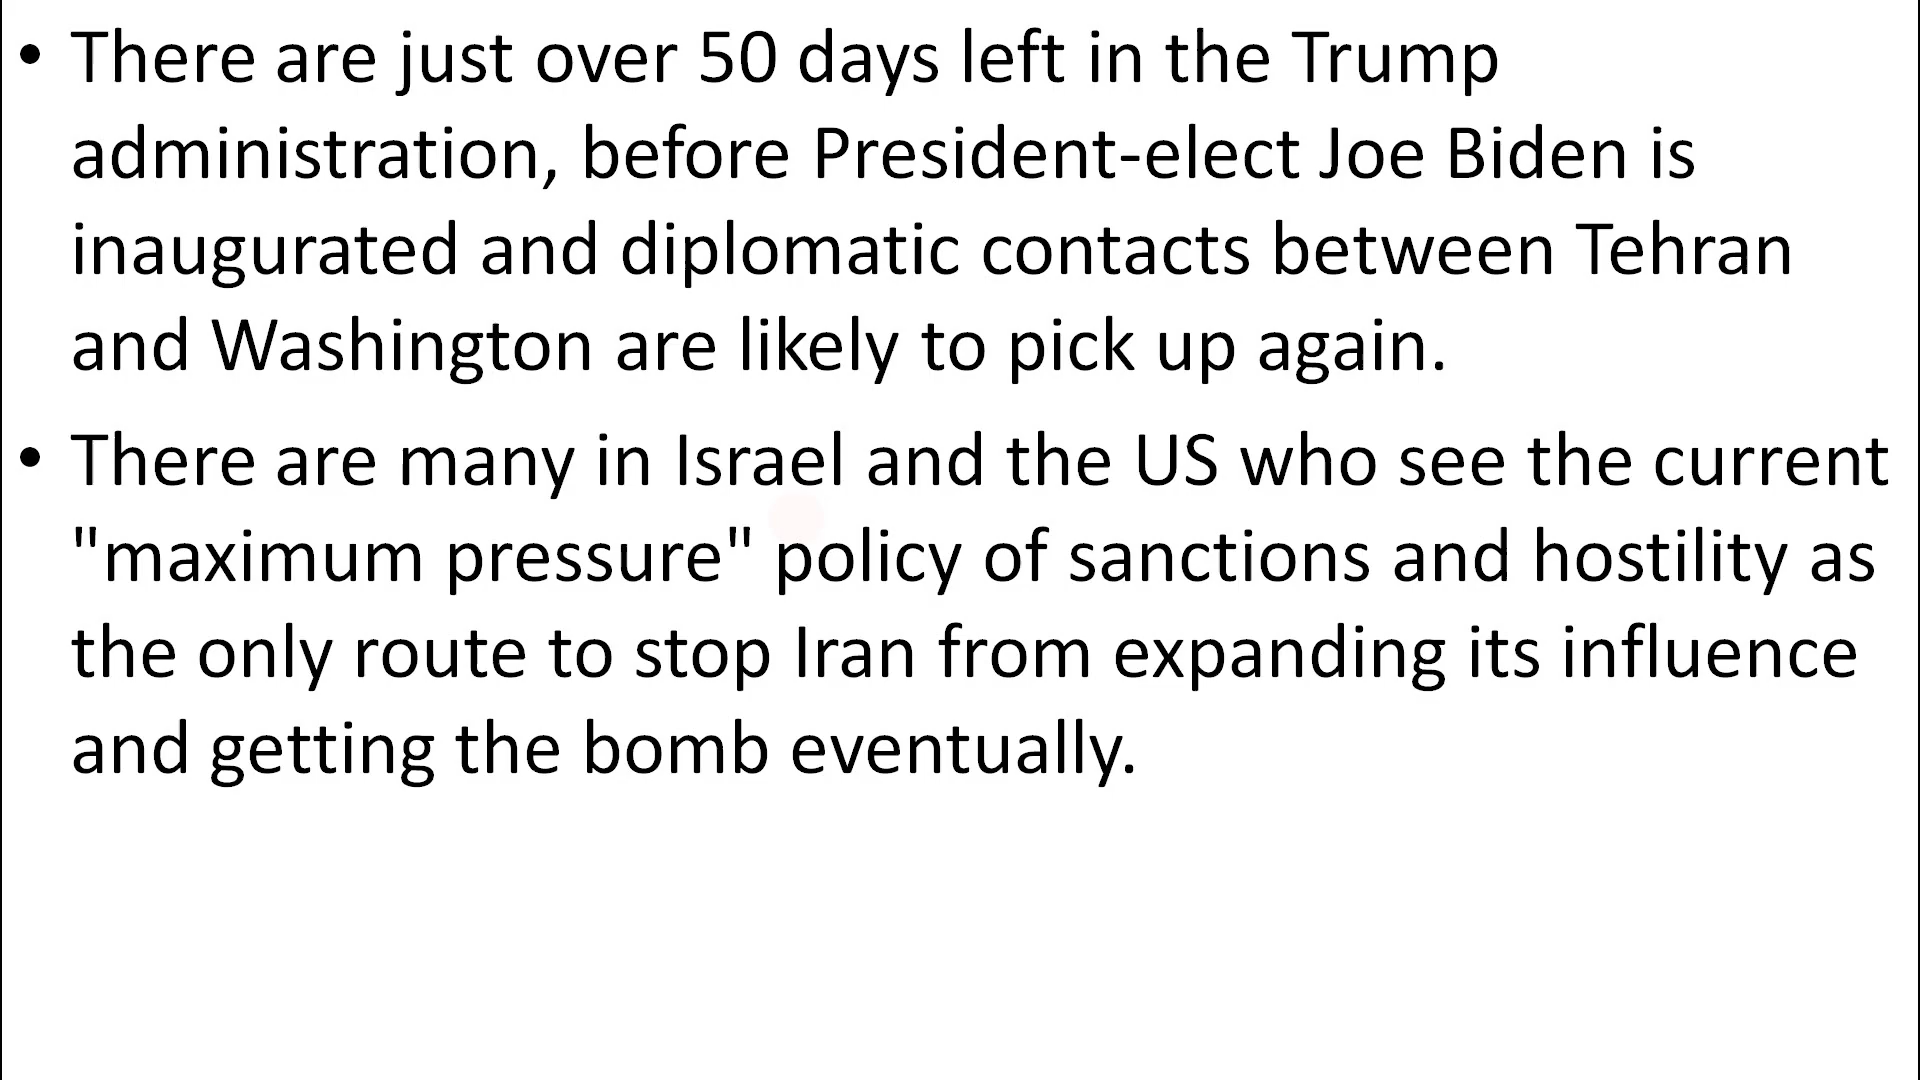 • There are just over 50 days left in the Trump
administration, before President-elect Joe Biden is
inaugurated and diplomatic contacts between Tehran
and Washington are likely to pick up again.
• There are many in Israel and the US who see the current
"maximum pressure" policy of sanctions and hostility as
the only route to stop Iran from expanding its influence
and getting the bomb eventually.